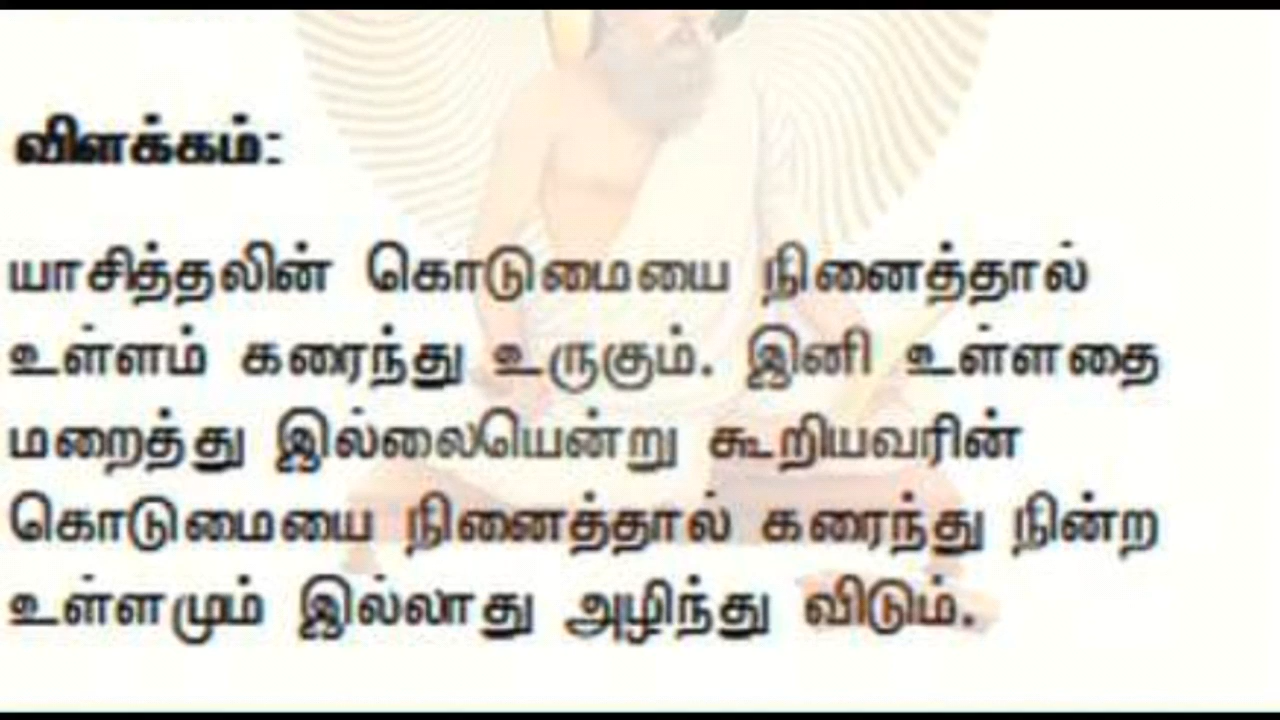 விளக்கம்:
யாசித்தலின் கொடுமையை நினைத்தால்
உள்ளம் கரைந்து உருகும். இனி உள்ளதை
மறைத்து இல்லையென்று கூறியவரின்
கொடுமையை நினைத்தால் கரைந்து நின்ற
உள்ளமும் இல்லாது அழிந்து விடும்.